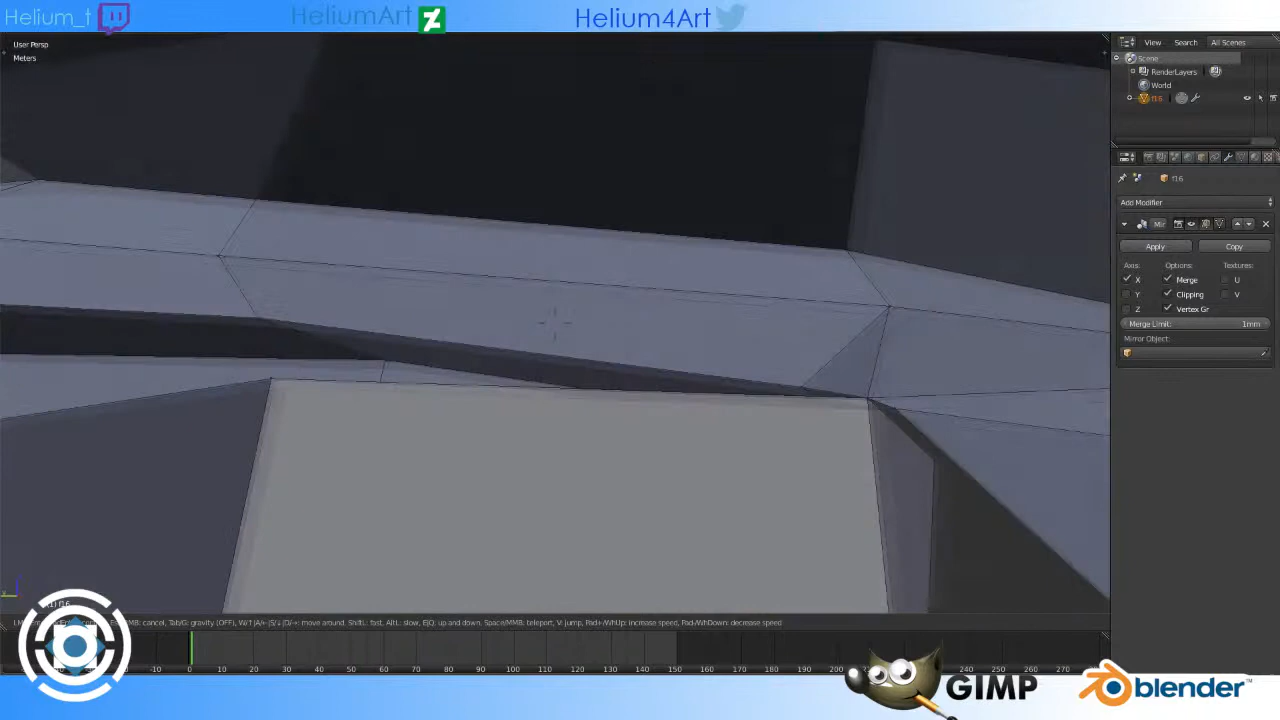 Helium_t
HeliumArt
Helium4Art
User Persp
Meters
View Search All Scenes
Scene
RenderLayers
World
f16
f16
Add Modifier
Mir
Apply Copy
Axis: Options: Textures:
X Merge U
Y Clipping V
Z Vertex Gr
Merge Limit: 1mm
Mirror Object:
cancel, Tab/G: gravity (OFF), move around, Shift: fast, Alt: slow, E|Q: up and down, Space/MMB: teleport, V: jump, Pad+/WhUp: increase speed, Pad-/WhDown: decrease speed
-10 0 10 20 30 40 50 60 70 80 90 100 110 120 130 140 150 160 170 180 190 200 240 250 260 270
GIMP
blender™